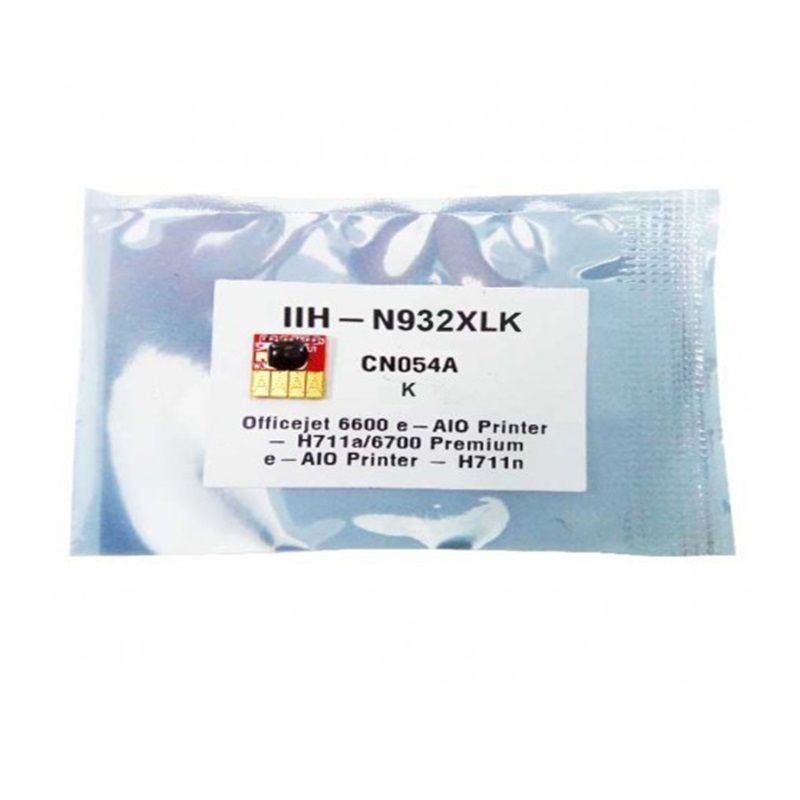 IIH – N932XLK
CN054A
K
Officejet 6600 e – AIO Printer
– H711a/6700 Premium
e – AIO Printer – H711n